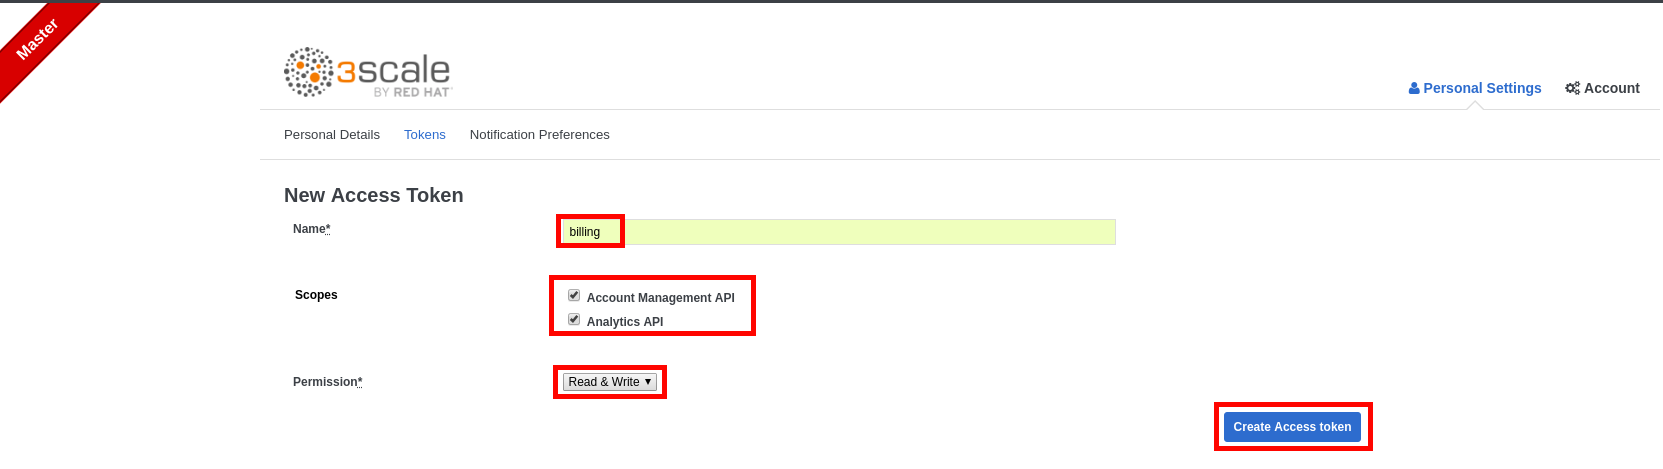 Master
3scale
BY RED HAT
Personal Settings
Account
Personal Details
Tokens
Notification Preferences
New Access Token
Name*
billing
Scopes
Account Management API
Analytics API
Permission*
Read & Write
Create Access token